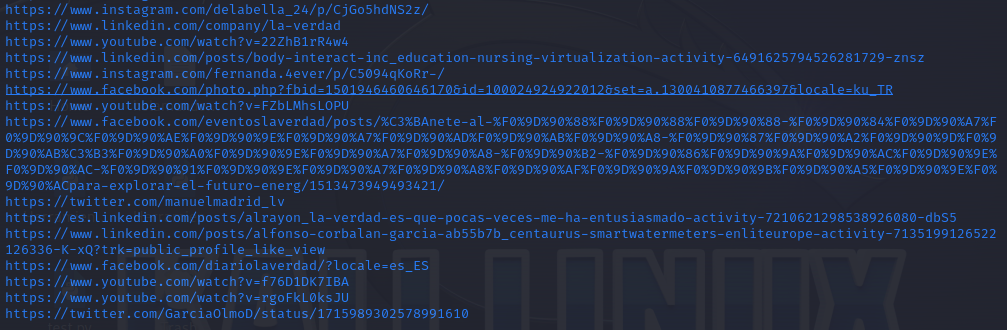 https://www.instagram.com/delabella_24/p/CjGo5hdNS2z/
https://www.linkedin.com/company/la-verdad
https://www.youtube.com/watch?v=22ZhB1rR4w4
https://www.linkedin.com/posts/body-interact-inc_education-nursing-virtualization-activity-6491625794526281729-znsz
https://www.instagram.com/fernanda.4ever/p/C5094qKoRr-/
https://www.facebook.com/photo.php?fbid=1501946460646170&id=100024924922012&set=a.1300410877466397&locale=ku_TR
https://www.youtube.com/watch?v=FZbLMhsLOPU
https://www.facebook.com/eventoslaverdad/posts/%C3%BAnete-al-%F0%9D%90%88%F0%9D%90%88%F0%9D%90%88-%F0%9D%90%84%F0%9D%90%A7%F
0%9D%90%9C%F0%9D%90%AE%F0%9D%90%9E%F0%9D%90%A7%F0%9D%90%AD%F0%9D%90%AB%F0%9D%90%A8-%F0%9D%90%87%F0%9D%90%A2%F0%9D%90%9D%F0%
9D%90%AB%C3%B3%F0%9D%90%A0%F0%9D%90%9E%F0%9D%90%A7%F0%9D%90%A8-%F0%9D%90%B2-%F0%9D%90%86%F0%9D%90%9A%F0%9D%90%AC%F0%9D%90%9E%F0%
9D%90%AC-%F0%9D%90%91%F0%9D%90%9E%F0%9D%90%A7%F0%9D%90%A8%F0%9D%90%AF%F0%9D%90%9A%F0%9D%90%9B%F0%9D%90%A5%F0%9D%90%9E%F0%
9D%90%ACpara-explorar-el-futuro-energ/1513473949493421/
https://twitter.com/manuelmadrid_lv
https://es.linkedin.com/posts/alrayon_la-verdad-es-que-pocas-veces-me-ha-entusiasmado-activity-7210621298538926080-dbS5
https://www.linkedin.com/posts/alfonso-corbalan-garcia-ab55b7b_centaurus-smartwatermeters-enliteurope-activity-7135199126522
126336-K-xQ?trk=public_profile_like_view
https://www.facebook.com/diariolaverdad/?locale=es_ES
https://www.youtube.com/watch?v=f76D1DK7IBA
https://www.youtube.com/watch?v=rgoFkL0ksJU
https://twitter.com/GarciaOlmoD/status/1715989302578991610
KALI LINUX